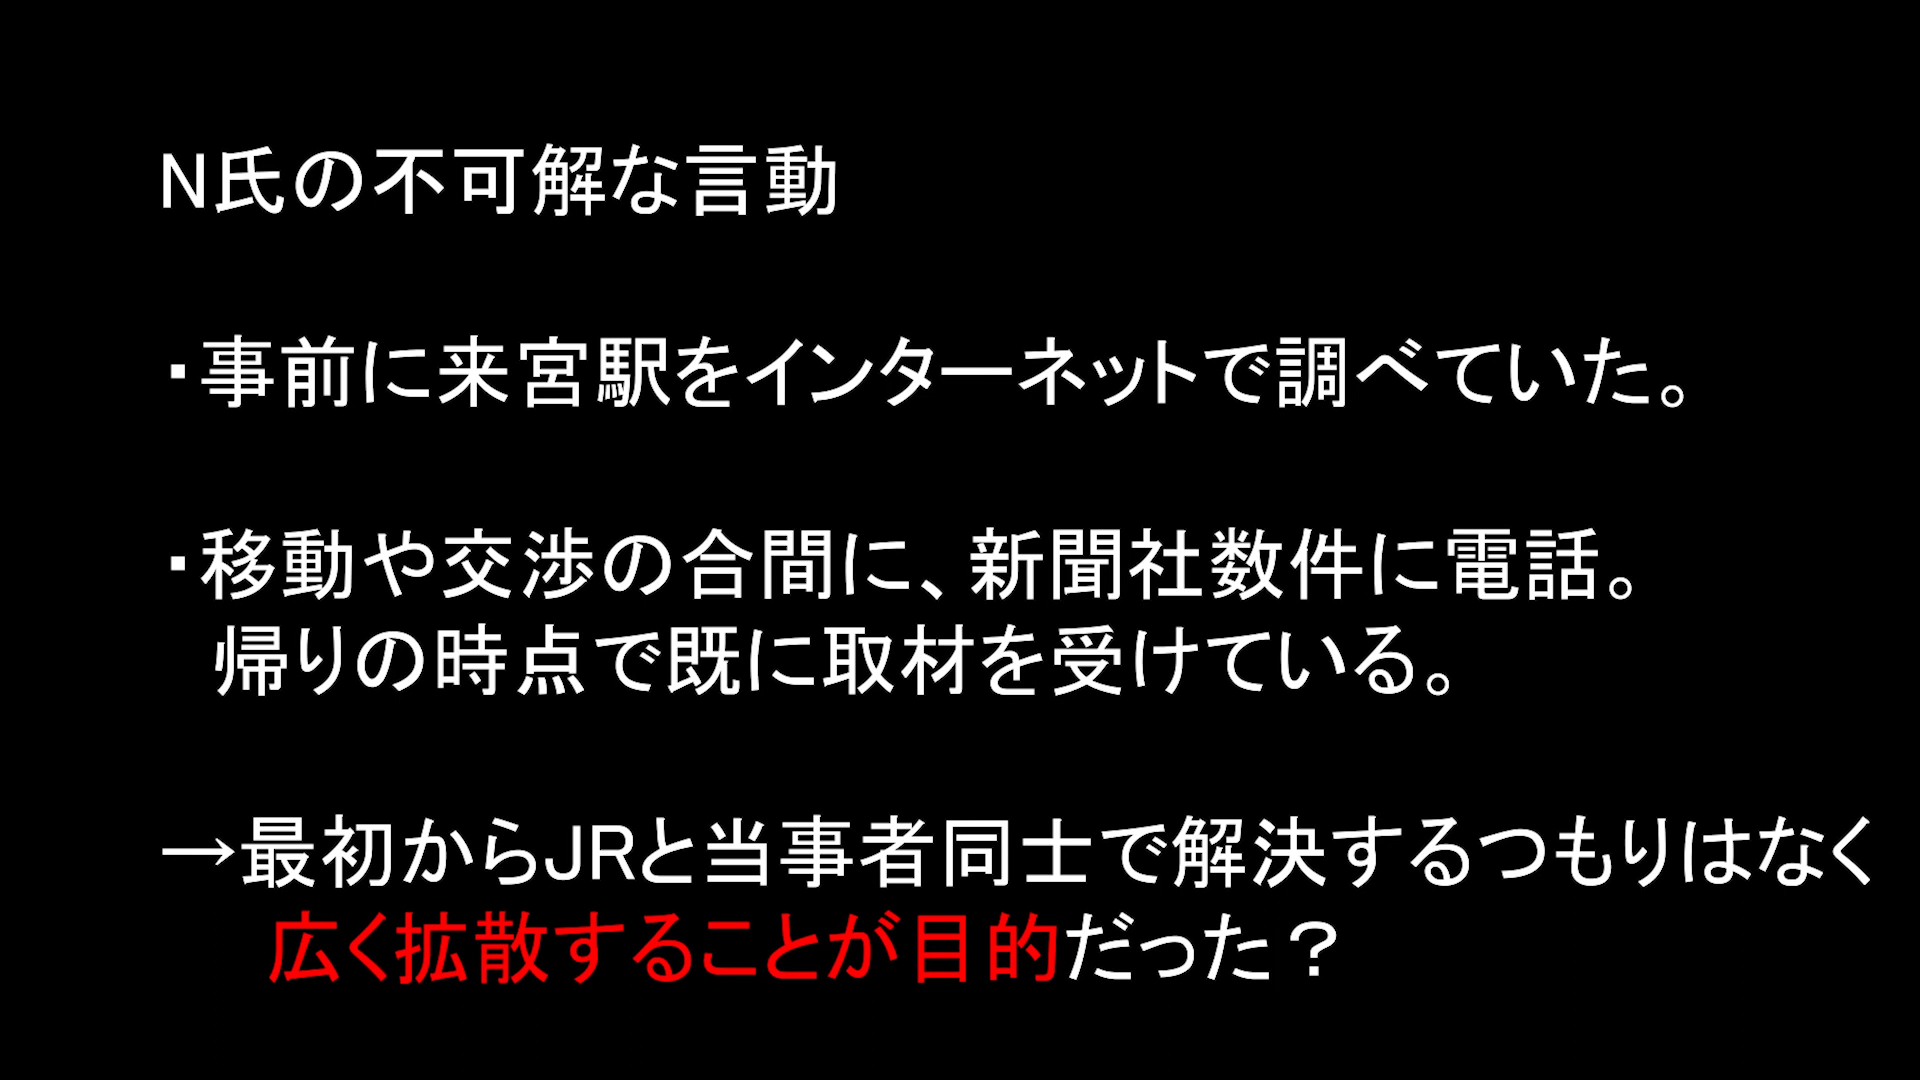 N氏の不可解な言動
・事前に来宮駅をインターネットで調べていた。
・移動や交渉の合間に、新聞社数件に電話。
帰りの時点で既に取材を受けている。
→最初からJRと当事者同士で解決するつもりはなく
広く拡散することが目的だった？